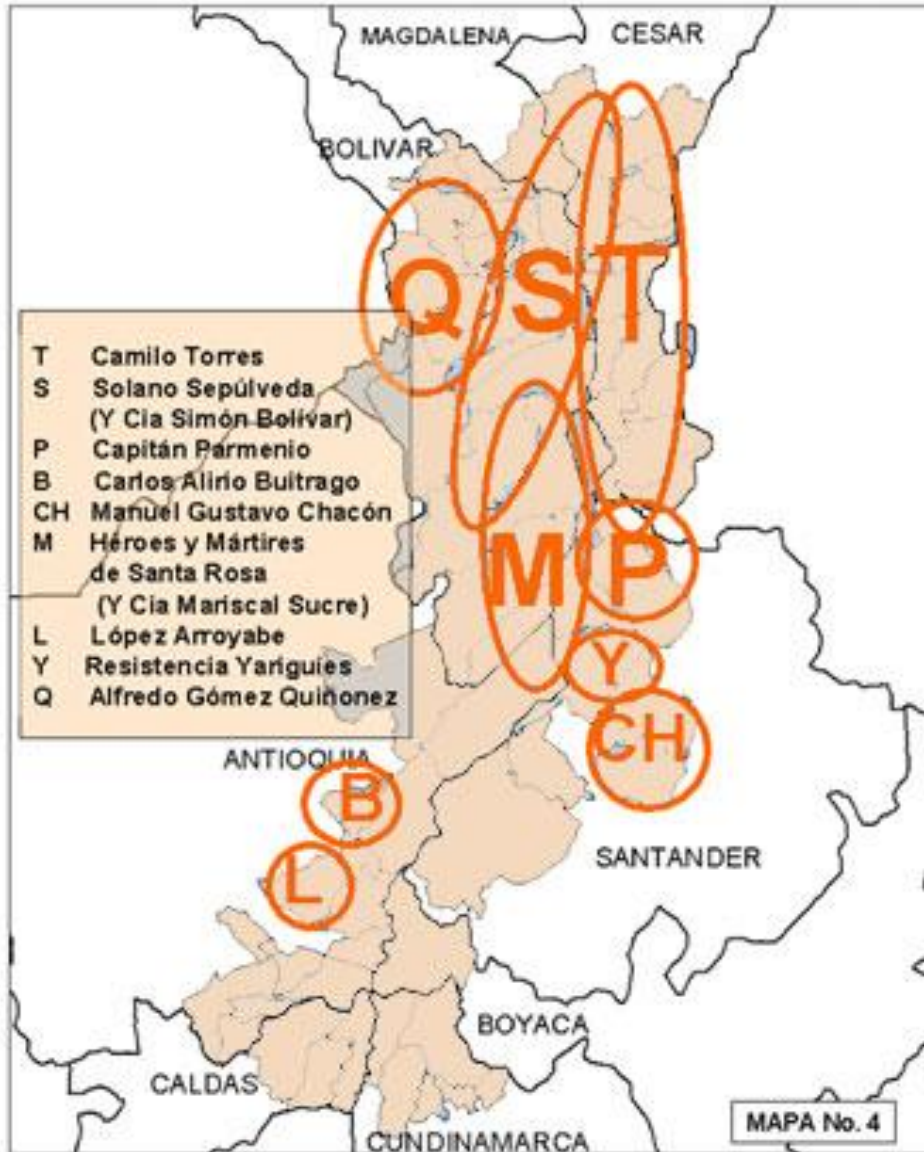 MAGDALENA
CESAR
BOLIVAR
Q
S
T
T Camilo Torres
S Solano Sepúlveda
(Y Cia Simón Bolívar)
P Capitán Parmenio
B Carlos Alirio Buitrago
CH Manuel Gustavo Chacón
M Héroes y Mártires
de Santa Rosa
(Y Cia Mariscal Sucre)
L López Arroyabe
Y Resistencia Yariguíes
Q Alfredo Gómez Quiñonez
M
P
Y
CH
ANTIOQUIA
B
L
SANTANDER
BOYACA
CALDAS
CUNDINAMARCA
MAPA No. 4